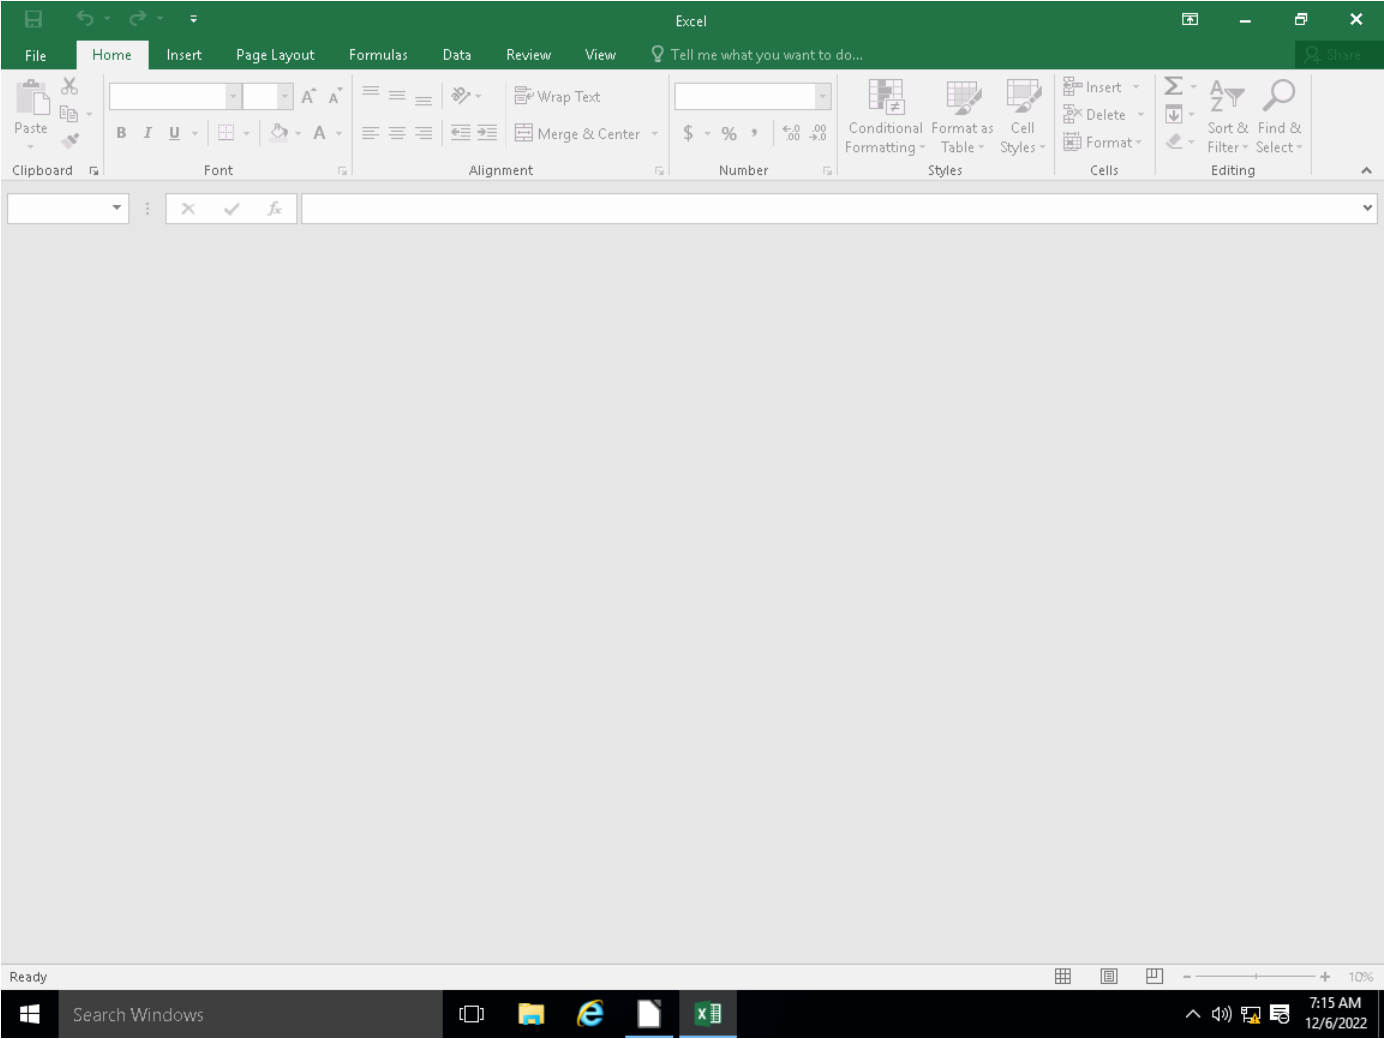 Excel
File Home Insert Page Layout Formulas Data Review View Tell me what you want to do... Share
Paste
Clipboard
B I U A
Font
Wrap Text
Merge & Center
Alignment
$ % ,
Number
Conditional Formatting
Format as Table
Cell Styles
Styles
Insert
Delete
Format
Cells
Sort & Filter
Find & Select
Editing
fx
Ready
10%
Search Windows
7:15 AM
12/6/2022